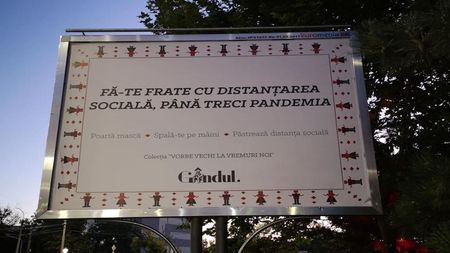 euromedia
FĂ-TE FRATE CU DISTANȚAREA
SOCIALĂ, PÂNĂ TRECI PANDEMIA
Poartă mască ◆ Spală-te pe mâini ◆ Păstrează distanța socială
Colecția "VORBE VECHI LA VREMURI NOI"
Gândul.